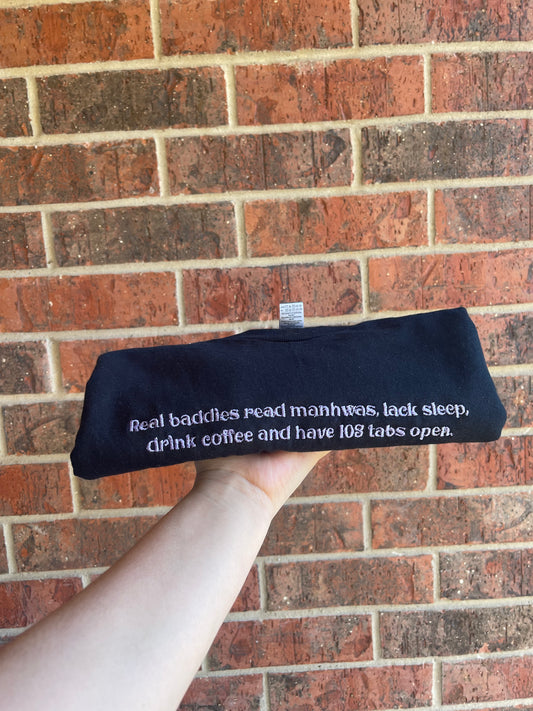 Real baddies read manhwas, lack sleep,
drink coffee and have 108 tabs open.